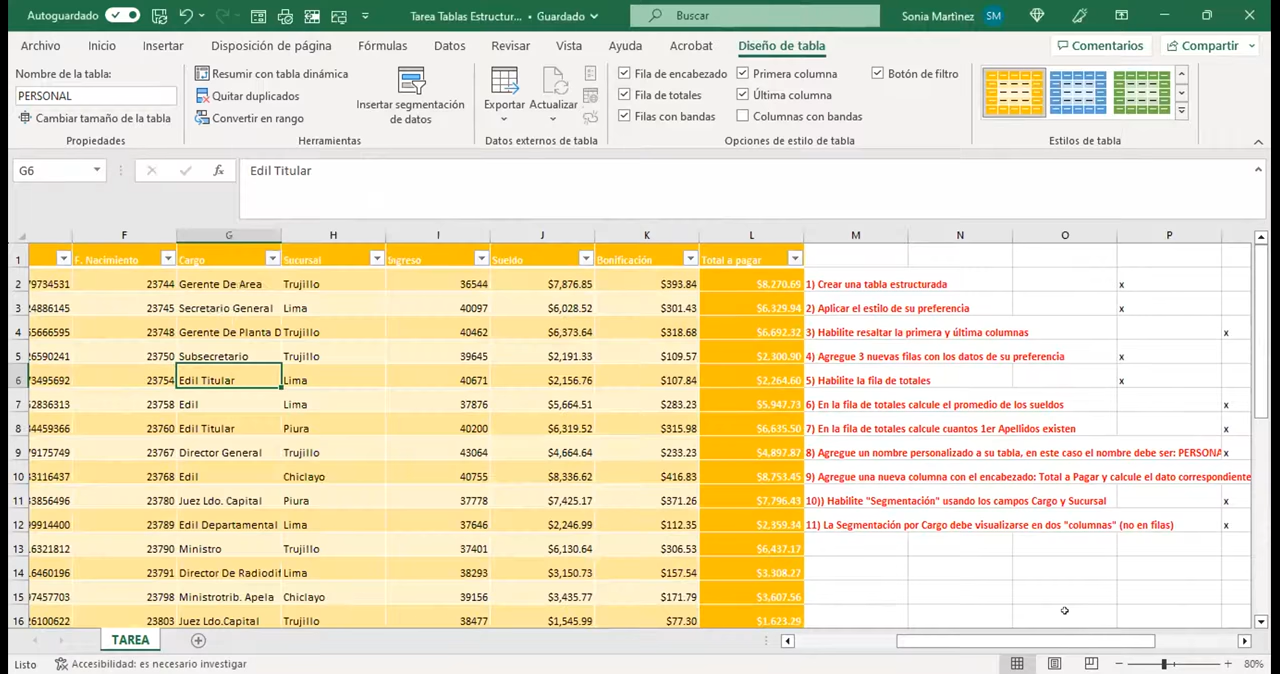 Autoguardado Tarea Tablas Estructur... • Guardado Buscar Sonia Martinez SM
Archivo Inicio Insertar Disposición de página Fórmulas Datos Revisar Vista Ayuda Acrobat Diseño de tabla Comentarios Compartir
Nombre de la tabla:
PERSONAL
Cambiar tamaño de la tabla
Propiedades
Resumir con tabla dinámica
Quitar duplicados
Convertir en rango
Insertar segmentación
de datos
Herramientas
Exportar Actualizar
Datos externos de tabla
Fila de encabezado Primera columna Botón de filtro
Fila de totales Última columna
Filas con bandas Columnas con bandas
Opciones de estilo de tabla
Estilos de tabla
G6 fx Edil Titular
F G H I J K L M N O P
1 F. Nacimiento Cargo Sucursal Ingreso Sueldo Bonificación Total a pagar
2 79734531 23744 Gerente De Area Trujillo 36544 $7,876.85 $393.84 $8,270.69 1) Crear una tabla estructurada x
3 24886145 23745 Secretario General Lima 40097 $6,028.52 $301.43 $6,329.94 2) Aplicar el estilo de su preferencia x
4 65666595 23748 Gerente De Planta D Trujillo 40462 $6,373.64 $318.68 $6,692.32 3) Habilite resaltar la primera y última columnas x
5 26590241 23750 Subsecretario Trujillo 39645 $2,191.33 $109.57 $2,300.90 4) Agregue 3 nuevas filas con los datos de su preferencia x
6 73495692 23754 Edil Titular Lima 40671 $2,156.76 $107.84 $2,264.60 5) Habilite la fila de totales x
7 52836313 23758 Edil Lima 37876 $5,664.51 $283.23 $5,947.73 6) En la fila de totales calcule el promedio de los sueldos x
8 34459366 23760 Edil Titular Piura 40200 $6,319.52 $315.98 $6,635.50 7) En la fila de totales calcule cuantos 1er Apellidos existen x
9 79175749 23767 Director General Trujillo 43064 $4,664.64 $233.23 $4,897.87 8) Agregue un nombre personalizado a su tabla, en este caso el nombre debe ser: PERSONA x
10 43116437 23768 Edil Chiclayo 40755 $8,336.62 $416.83 $8,753.45 9) Agregue una nueva columna con el encabezado: Total a Pagar y calcule el dato correspondiente
11 43856496 23780 Juez Ldo. Capital Piura 37778 $7,425.17 $371.26 $7,796.43 10)) Habilite "Segmentación" usando los campos Cargo y Sucursal x
12 99914400 23789 Edil Departamental Lima 37646 $2,246.99 $112.35 $2,359.34 11) La Segmentación por Cargo debe visualizarse en dos "columnas" (no en filas) x
13 16321812 23790 Ministro Trujillo 37401 $6,130.64 $306.53 $6,437.17
14 16460196 23791 Director De Radiodif Lima 38293 $3,150.73 $157.54 $3,308.27
15 07457703 23798 Ministrotrib. Apela Chiclayo 39156 $3,435.77 $171.79 $3,607.56
16 26100622 23803 Juez Ldo.Capital Trujillo 38477 $1,545.99 $77.30 $1,623.29
TAREA
Listo Accesibilidad: es necesario investigar 80%